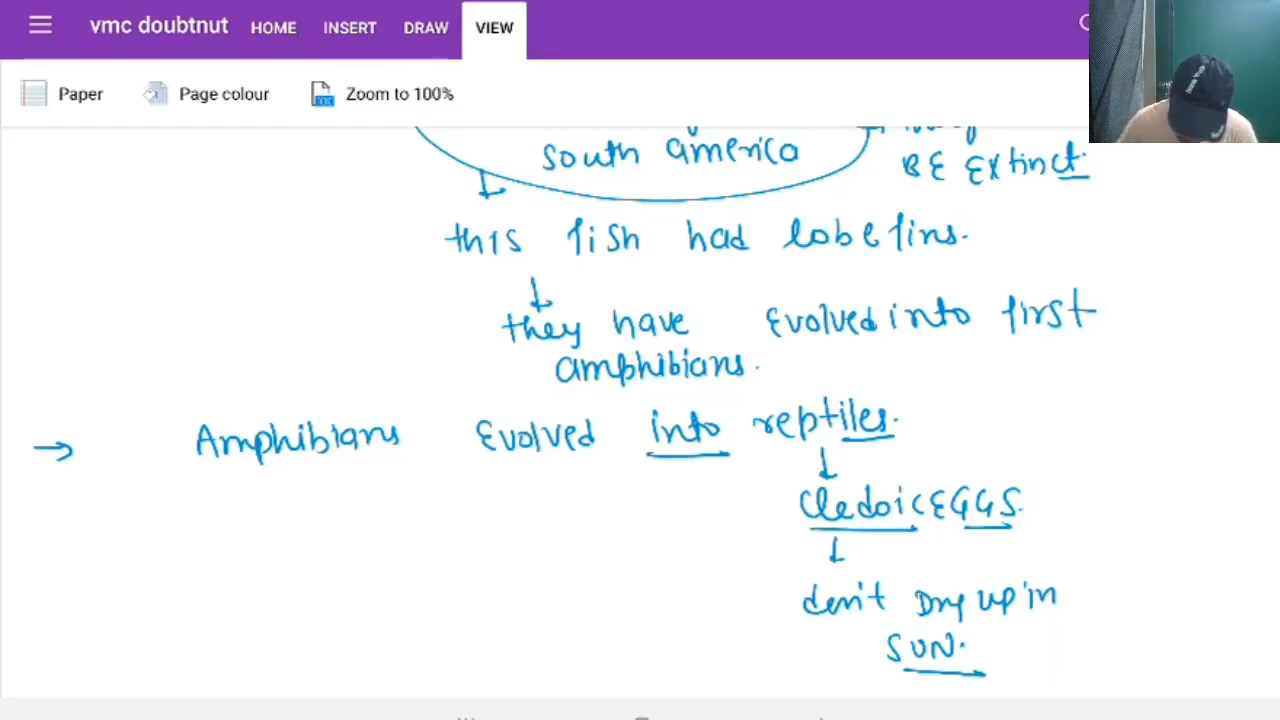 vmc doubtnut HOME INSERT DRAW VIEW
Paper Page colour Zoom to 100%
south america
BE Extinct.
this fish had lobe fins.
they have Evolved into first
amphibians.
Amphibians Evolved into reptiles.
CledoicEGGS.
don't Dry up in
SUN.